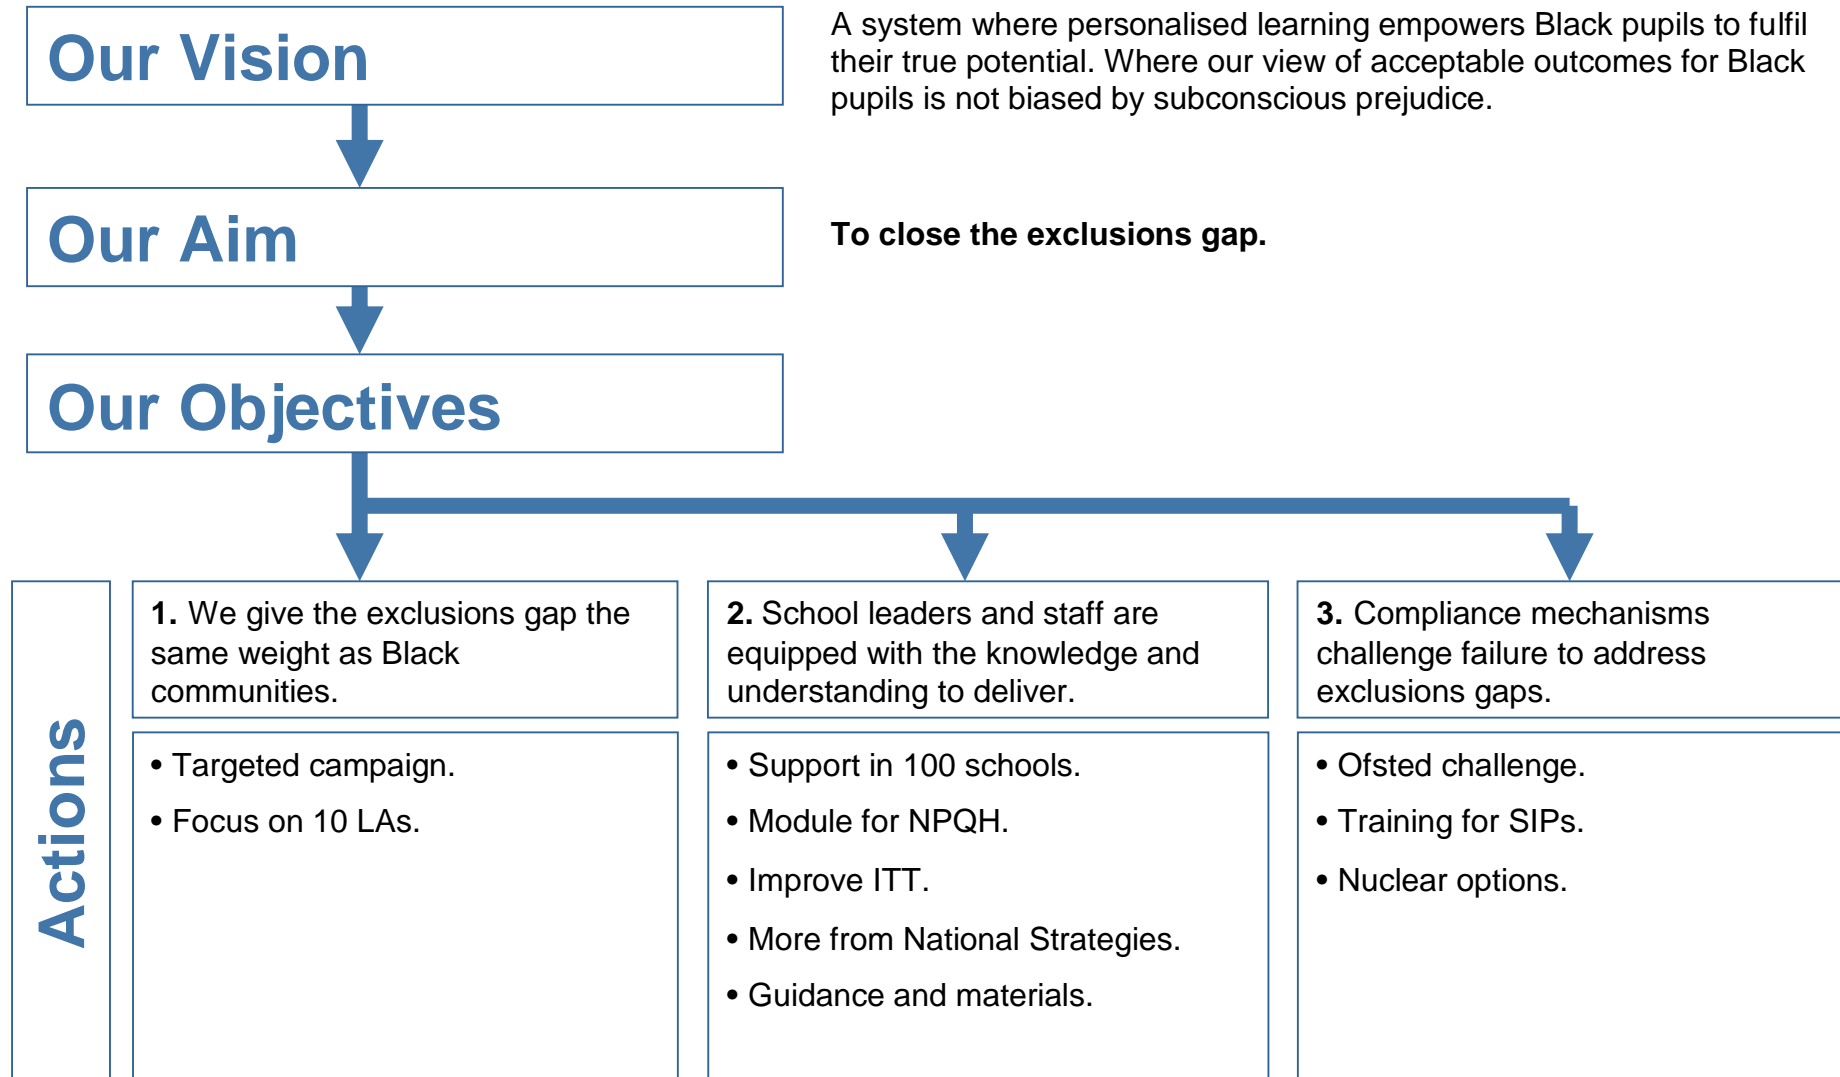 Our Vision
A system where personalised learning empowers Black pupils to fulfil
their true potential. Where our view of acceptable outcomes for Black
pupils is not biased by subconscious prejudice.
Our Aim
To close the exclusions gap.
Our Objectives
Actions
1. We give the exclusions gap the
same weight as Black
communities.
• Targeted campaign.
• Focus on 10 LAs.
2. School leaders and staff are
equipped with the knowledge and
understanding to deliver.
• Support in 100 schools.
• Module for NPQH.
• Improve ITT.
• More from National Strategies.
• Guidance and materials.
3. Compliance mechanisms
challenge failure to address
exclusions gaps.
• Ofsted challenge.
• Training for SIPs.
• Nuclear options.